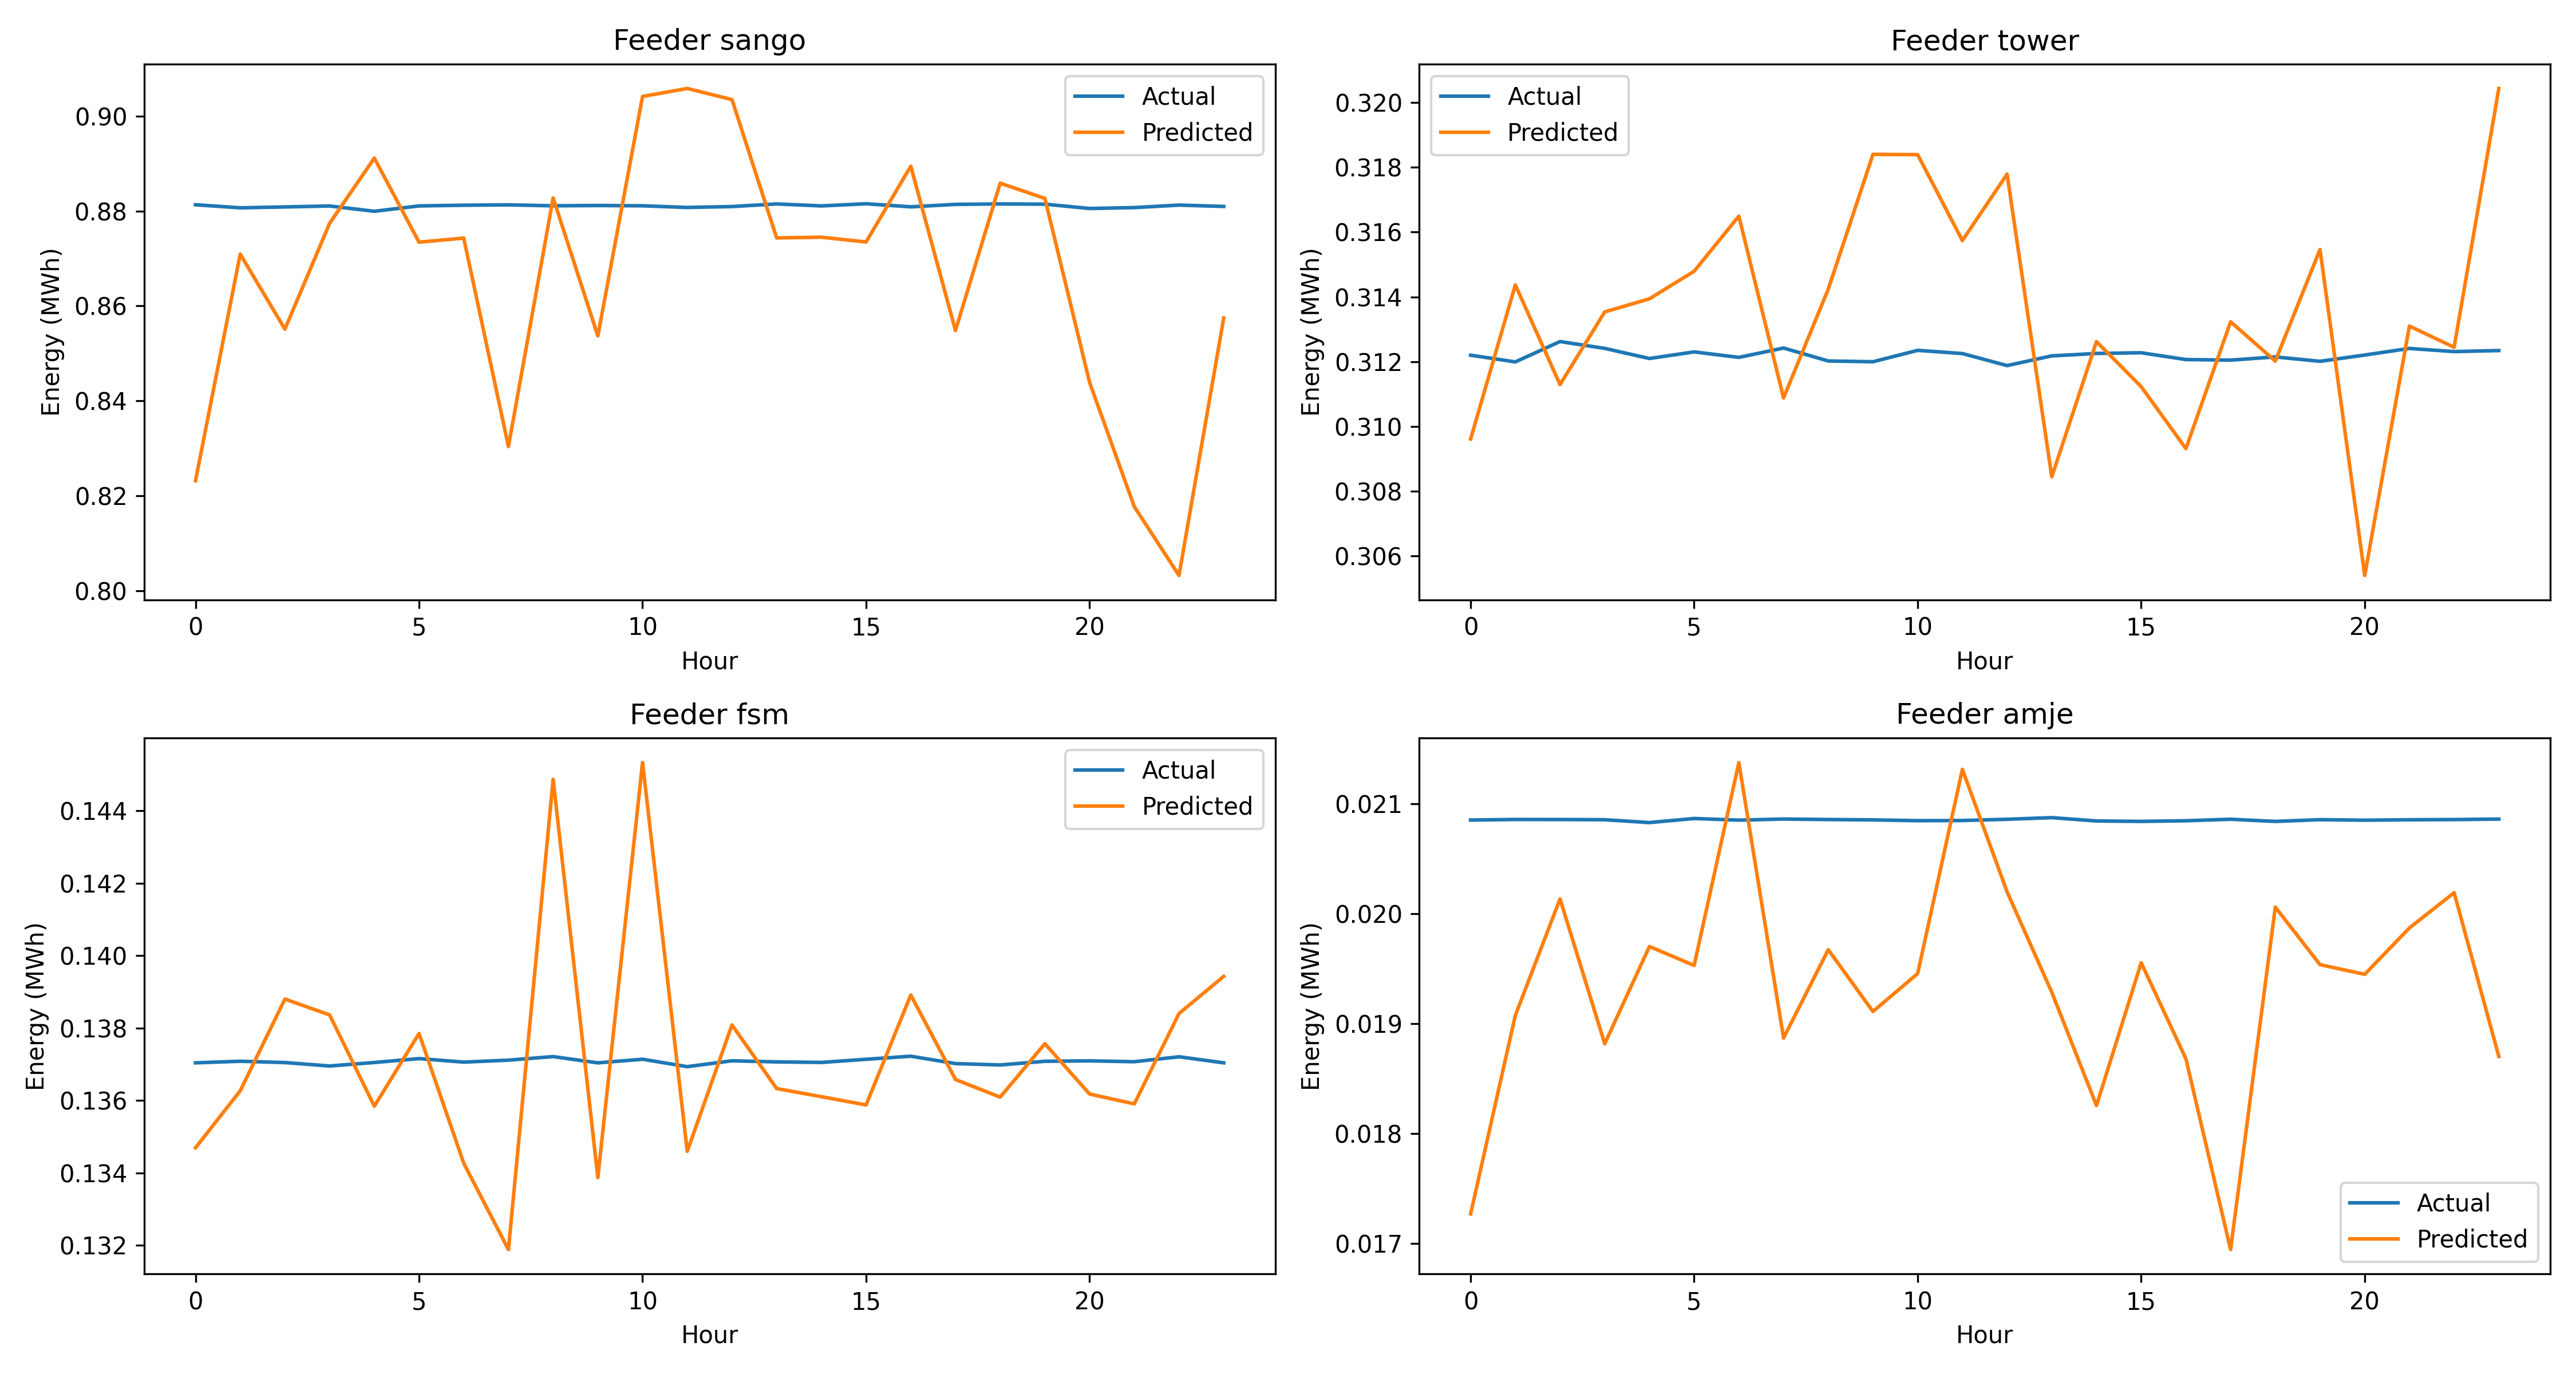 Feeder sango
Energy (MWh)
0.90
0.88
0.86
0.84
0.82
0.80
Actual
Predicted
0 5 10 15 20
Hour
Feeder tower
Energy (MWh)
0.320
0.318
0.316
0.314
0.312
0.310
0.308
0.306
Actual
Predicted
0 5 10 15 20
Hour
Feeder fsm
Energy (MWh)
0.144
0.142
0.140
0.138
0.136
0.134
0.132
Actual
Predicted
0 5 10 15 20
Hour
Feeder amje
Energy (MWh)
0.021
0.020
0.019
0.018
0.017
Actual
Predicted
0 5 10 15 20
Hour